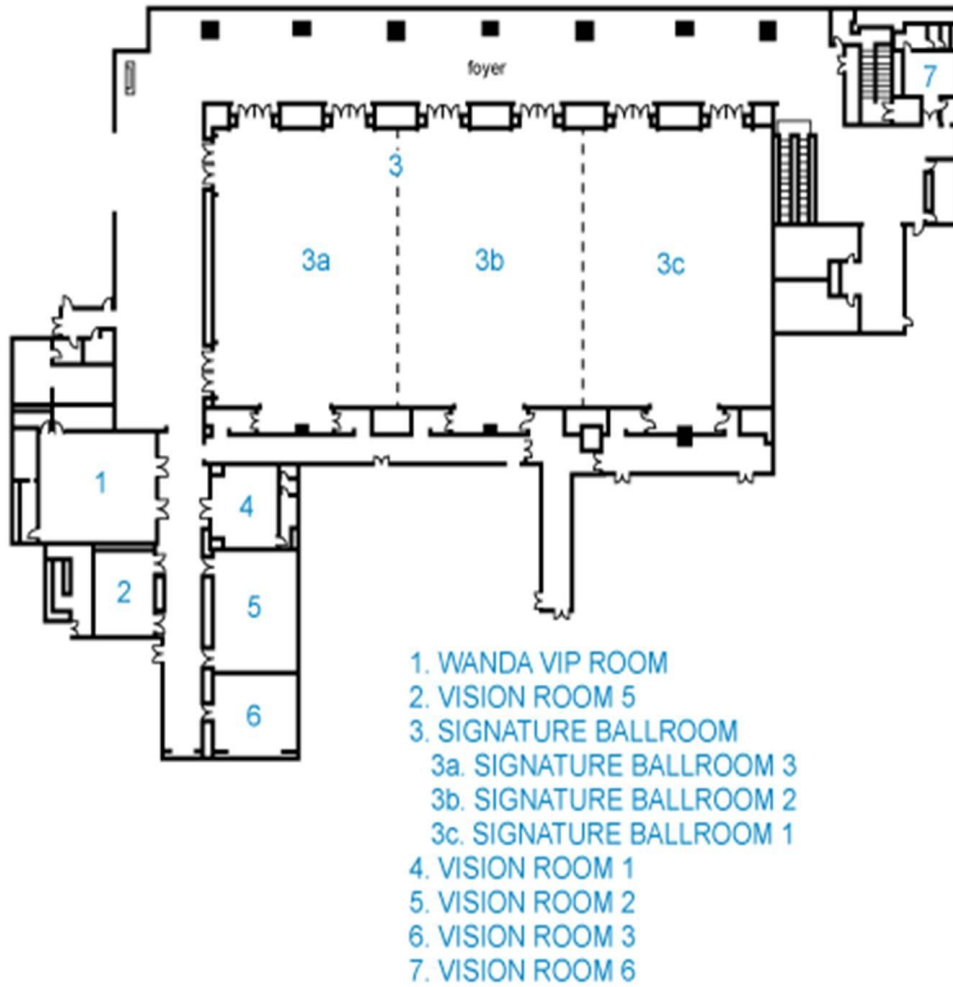 foyer
7
3
3a
3b
3c
1
4
2
5
6
1. WANDA VIP ROOM
2. VISION ROOM 5
3. SIGNATURE BALLROOM
3a. SIGNATURE BALLROOM 3
3b. SIGNATURE BALLROOM 2
3c. SIGNATURE BALLROOM 1
4. VISION ROOM 1
5. VISION ROOM 2
6. VISION ROOM 3
7. VISION ROOM 6